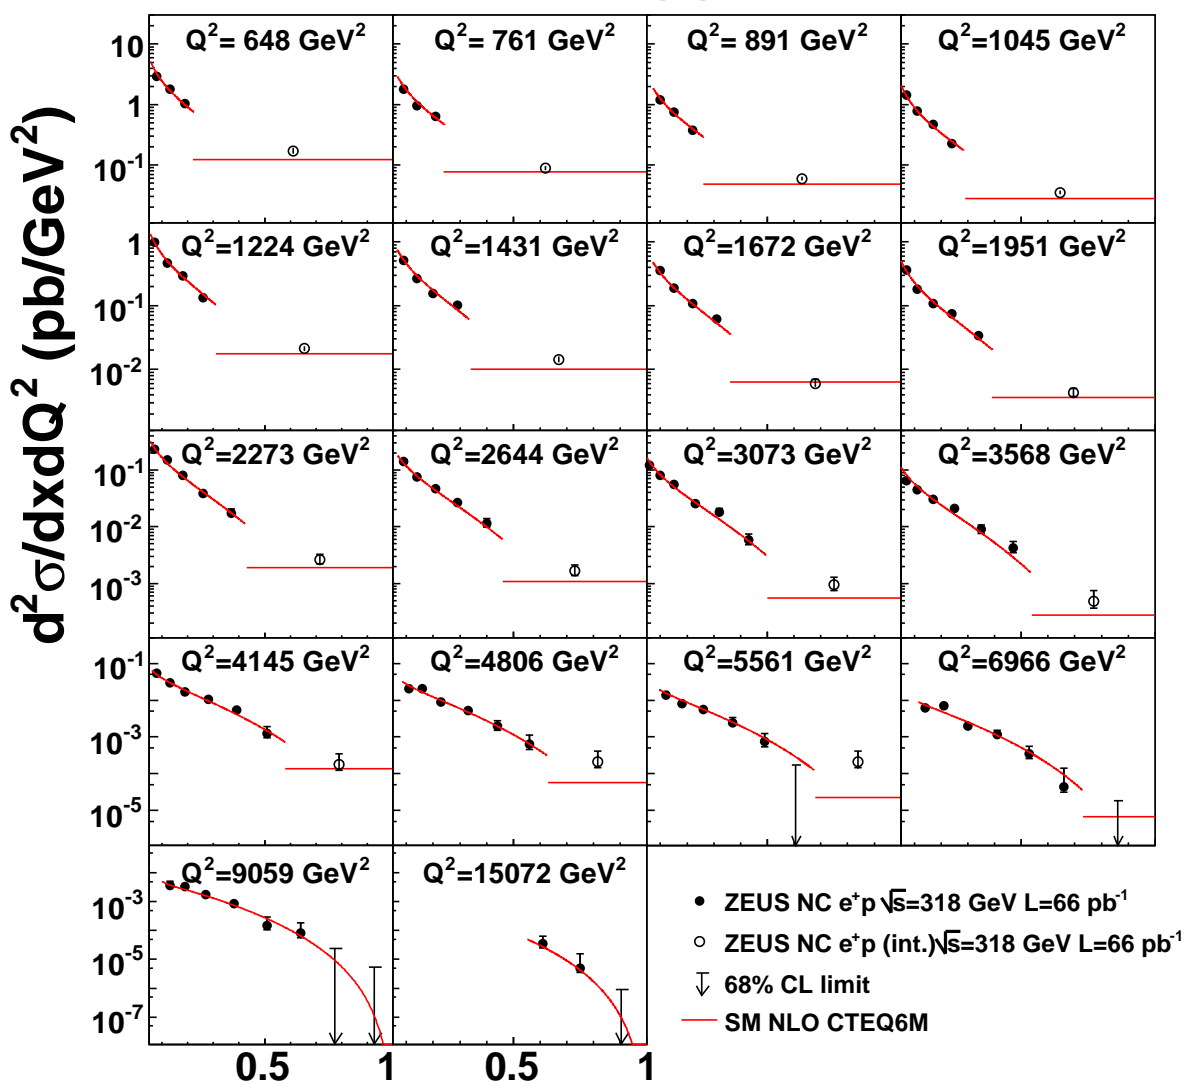 Q²= 648 GeV² Q²= 761 GeV² Q²= 891 GeV² Q²=1045 GeV²
10
1
10⁻¹
Q²=1224 GeV² Q²=1431 GeV² Q²=1672 GeV² Q²=1951 GeV²
1
10⁻¹
10⁻²
d²σ/dxdQ² (pb/GeV²)
Q²=2273 GeV² Q²=2644 GeV² Q²=3073 GeV² Q²=3568 GeV²
10⁻¹
10⁻²
10⁻³
Q²=4145 GeV² Q²=4806 GeV² Q²=5561 GeV² Q²=6966 GeV²
10⁻¹
10⁻³
10⁻⁵
Q²=9059 GeV² Q²=15072 GeV²
10⁻³
10⁻⁵
10⁻⁷
0.5 1 0.5 1
ZEUS NC e⁺p √s=318 GeV L=66 pb⁻¹
ZEUS NC e⁺p (int.)√s=318 GeV L=66 pb⁻¹
68% CL limit
SM NLO CTEQ6M